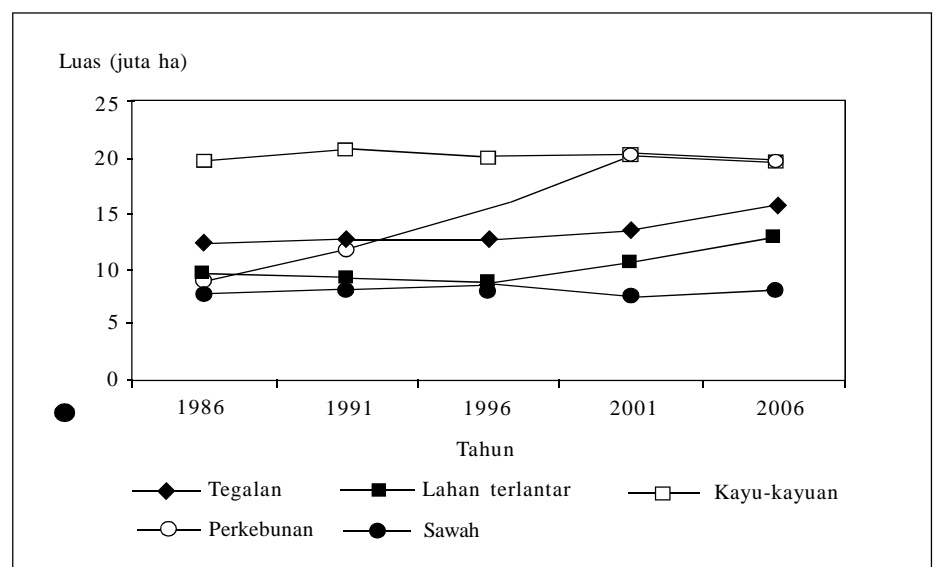 Luas (juta ha)
25
20
15
10
5
0
1986 1991 1996 2001 2006
Tahun
Tegalan Lahan terlantar Kayu-kayuan
Perkebunan Sawah